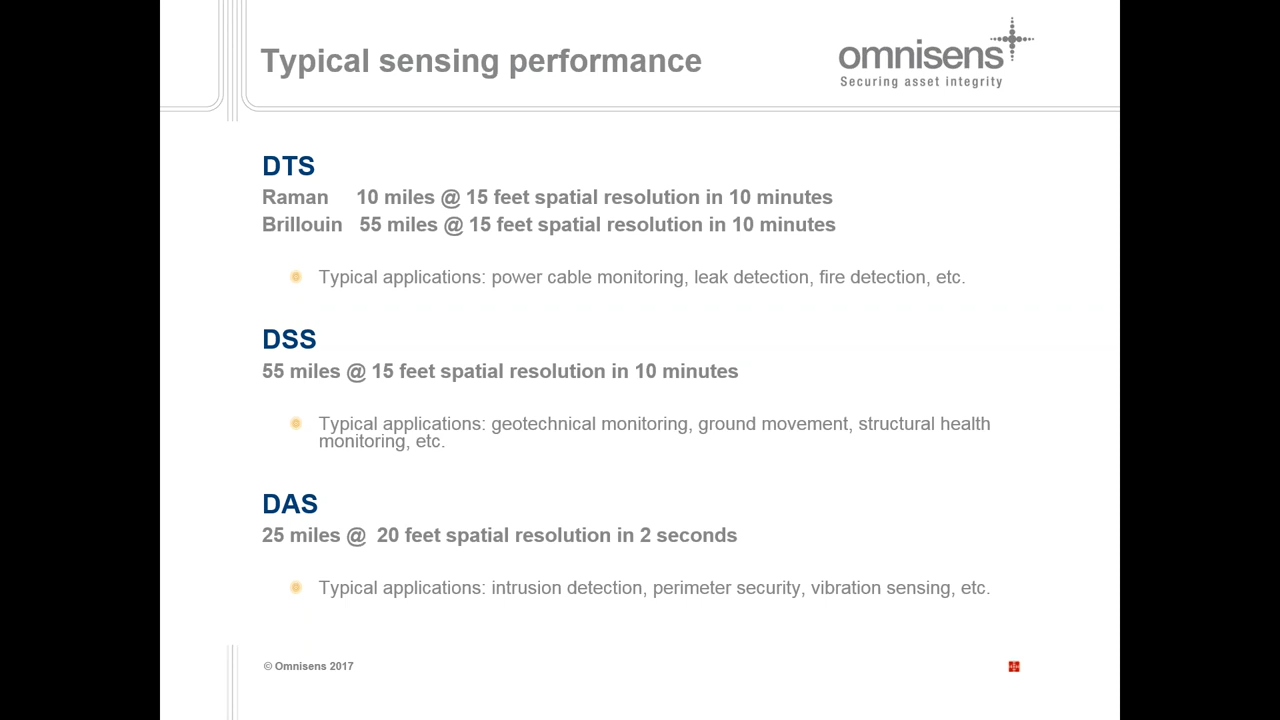 Typical sensing performance
omnisens
Securing asset integrity
DTS
Raman 10 miles @ 15 feet spatial resolution in 10 minutes
Brillouin 55 miles @ 15 feet spatial resolution in 10 minutes
Typical applications: power cable monitoring, leak detection, fire detection, etc.
DSS
55 miles @ 15 feet spatial resolution in 10 minutes
Typical applications: geotechnical monitoring, ground movement, structural health
monitoring, etc.
DAS
25 miles @ 20 feet spatial resolution in 2 seconds
Typical applications: intrusion detection, perimeter security, vibration sensing, etc.
© Omnisens 2017